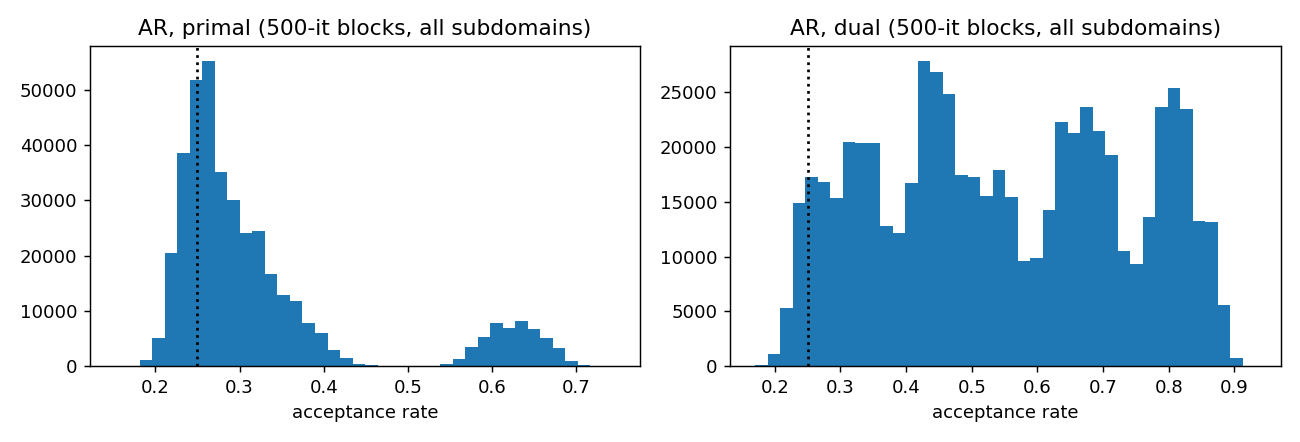 AR, primal (500-it blocks, all subdomains)
50000
40000
30000
20000
10000
0
0.2 0.3 0.4 0.5 0.6 0.7
acceptance rate
AR, dual (500-it blocks, all subdomains)
25000
20000
15000
10000
5000
0
0.2 0.3 0.4 0.5 0.6 0.7 0.8 0.9
acceptance rate